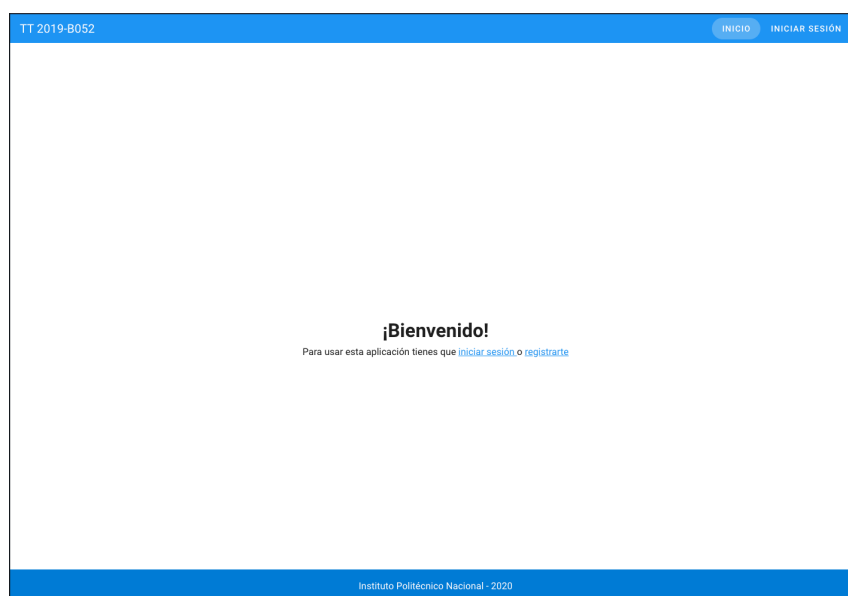 TT 2019-B052
INICIO
INICIAR SESIÓN
¡Bienvenido!
Para usar esta aplicación tienes que iniciar sesión o registrarte
Instituto Politécnico Nacional - 2020